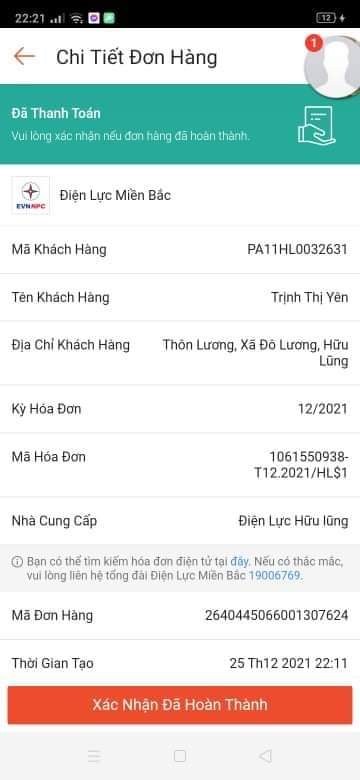 22:21
12
Chi Tiết Đơn Hàng
1
Đã Thanh Toán
Vui lòng xác nhận nếu đơn hàng đã hoàn thành.
EVNNPC
Điện Lực Miền Bắc
Mã Khách Hàng PA11HL0032631
Tên Khách Hàng Trịnh Thị Yên
Địa Chỉ Khách Hàng Thôn Lương, Xã Đô Lương, Hữu
Lũng
Kỳ Hóa Đơn 12/2021
Mã Hóa Đơn 1061550938-
T12.2021/HL$1
Nhà Cung Cấp Điện Lực Hữu lũng
Bạn có thể tìm kiếm hóa đơn điện tử tại đây. Nếu có thắc mắc,
vui lòng liên hệ tổng đài Điện Lực Miền Bắc 19006769.
Mã Đơn Hàng 2640445066001307624
Thời Gian Tạo 25 Th12 2021 22:11
Xác Nhận Đã Hoàn Thành